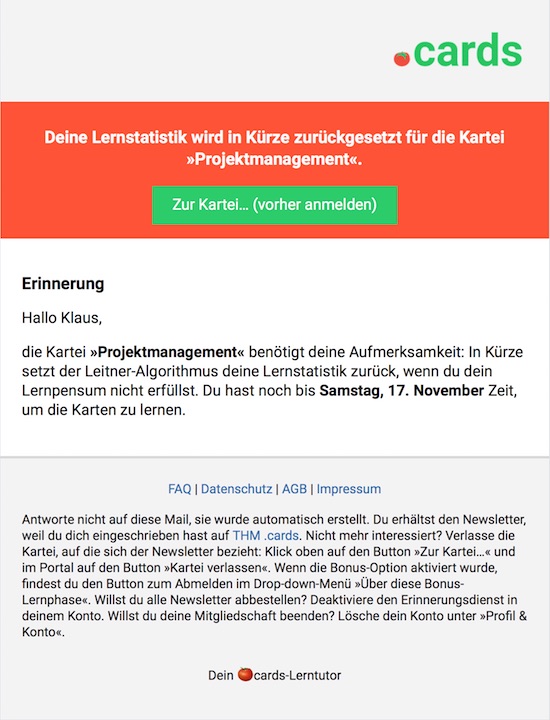 .cards
Deine Lernstatistik wird in Kürze zurückgesetzt für die Kartei
»Projektmanagement«.
Zur Kartei... (vorher anmelden)
Erinnerung
Hallo Klaus,
die Kartei »Projektmanagement« benötigt deine Aufmerksamkeit: In Kürze
setzt der Leitner-Algorithmus deine Lernstatistik zurück, wenn du dein
Lernpensum nicht erfüllst. Du hast noch bis Samstag, 17. November Zeit,
um die Karten zu lernen.
FAQ | Datenschutz | AGB | Impressum
Antworte nicht auf diese Mail, sie wurde automatisch erstellt. Du erhältst den Newsletter,
weil du dich eingeschrieben hast auf THM .cards. Nicht mehr interessiert? Verlasse die
Kartei, auf die sich der Newsletter bezieht: Klick oben auf den Button »Zur Kartei...« und
im Portal auf den Button »Kartei verlassen«. Wenn die Bonus-Option aktiviert wurde,
findest du den Button zum Abmelden im Drop-down-Menü »Über diese Bonus-
Lernphase«. Willst du alle Newsletter abbestellen? Deaktiviere den Erinnerungsdienst in
deinem Konto. Willst du deine Mitgliedschaft beenden? Lösche dein Konto unter »Profil &
Konto«.
Dein 🍅cards-Lerntutor